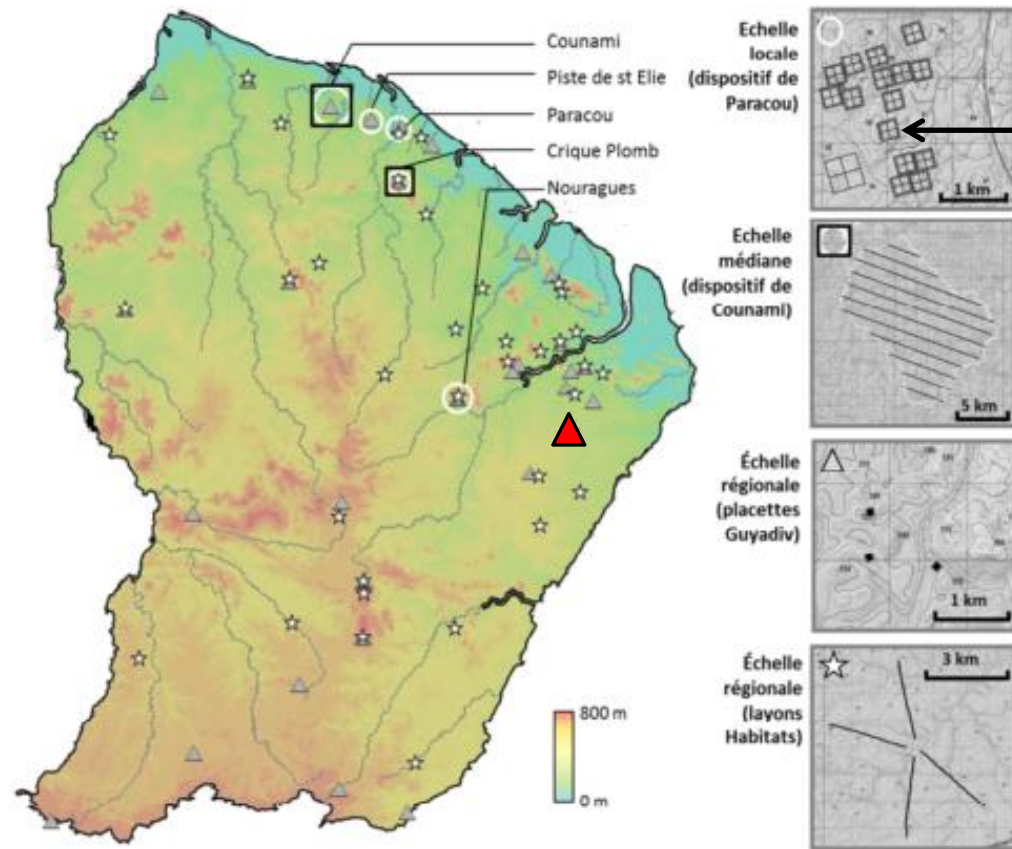 Counami
Piste de st Elie
Paracou
Crique Plomb
Nouragues
800 m
0 m
Echelle
locale
(dispositif de
Paracou)
1 km
Echelle
médiane
(dispositif de
Counami)
5 km
Échelle
régionale
(placettes
Guyadiv)
1 km
Échelle
régionale
(layons
Habitats)
3 km